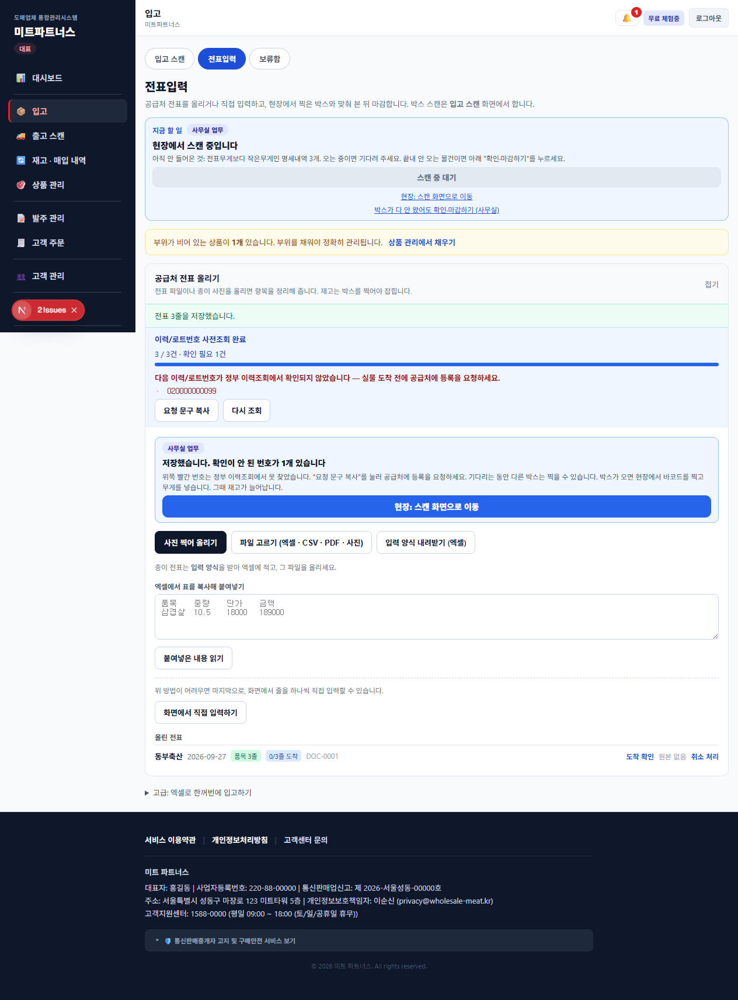 도매업체 통합관리시스템
미트파트너스
대표
대시보드
입고
출고 스캔
재고 · 매입 내역
상품 관리
발주 관리
고객 주문
고객 관리
N 2 Issues ×
입고
미트파트너스
1
무료 체험중
로그아웃
입고 스캔
전표입력
보류함
전표입력
공급처 전표를 올리거나 직접 입력하고, 현장에서 찍은 박스와 맞춰 본 뒤 마감합니다. 박스 스캔은 입고 스캔 화면에서 합니다.
지금 할 일 사무실 업무
현장에서 스캔 중입니다
아직 안 들어온 것: 전표무게보다 작은무게인 명세내역 3개. 오는 중이면 기다려 주세요. 끝내 안 오는 물건이면 아래 "확인·마감하기"를 누르세요.
스캔 중 대기
현장: 스캔 화면으로 이동
박스가 다 안 왔어도 확인·마감하기 (사무실)
부위가 비어 있는 상품이 1개 있습니다. 부위를 채워야 정확히 관리됩니다. 상품 관리에서 채우기
공급처 전표 올리기
전표 파일이나 종이 사진을 올리면 항목을 정리해 줍니다. 재고는 박스를 찍어야 잡힙니다.
접기
전표 3줄을 저장했습니다.
이력/로트번호 사전조회 완료
3 / 3건 · 확인 필요 1건
다음 이력/로트번호가 정부 이력조회에서 확인되지 않았습니다 — 실물 도착 전에 공급처에 등록을 요청하세요.
· 020000000099
요청 문구 복사
다시 조회
사무실 업무
저장했습니다. 확인이 안 된 번호가 1개 있습니다
위쪽 빨간 번호는 정부 이력조회에서 못 찾았습니다. "요청 문구 복사"를 눌러 공급처에 등록을 요청하세요. 기다리는 동안 다른 박스는 찍을 수 있습니다. 박스가 오면 현장에서 바코드를 찍고
무게를 넣습니다. 그때 재고가 늘어납니다.
현장: 스캔 화면으로 이동
사진 찍어 올리기
파일 고르기 (엑셀 · CSV · PDF · 사진)
입력 양식 내려받기 (엑셀)
종이 전표는 입력 양식을 받아 엑셀에 적고, 그 파일을 올리세요.
엑셀에서 표를 복사해 붙여넣기
품목 중량 단가 금액
삼겹살 10.5 18000 189000
붙여넣은 내용 읽기
위 방법이 어려우면 마지막으로, 화면에서 줄을 하나씩 직접 입력할 수 있습니다.
화면에서 직접 입력하기
올린 전표
동부축산 2026-09-27 품목 3줄 0/3줄 도착 DOC-0001 도착 확인 원본 없음 취소 처리
▶ 고급: 엑셀로 한꺼번에 입고하기
서비스 이용약관 | 개인정보처리방침 | 고객센터 문의
미트 파트너스
대표자: 홍길동 | 사업자등록번호: 220-88-00000 | 통신판매업신고: 제 2026-서울성동-00000호
주소: 서울특별시 성동구 마장로 123 미트타워 5층 | 개인정보보호책임자: 이순신 (privacy@wholesale-meat.kr)
고객지원센터: 1588-0000 (평일 09:00 ~ 18:00 (토/일/공휴일 휴무))
통신판매중개자 고지 및 구매안전 서비스 보기
© 2026 미트 파트너스. All rights reserved.